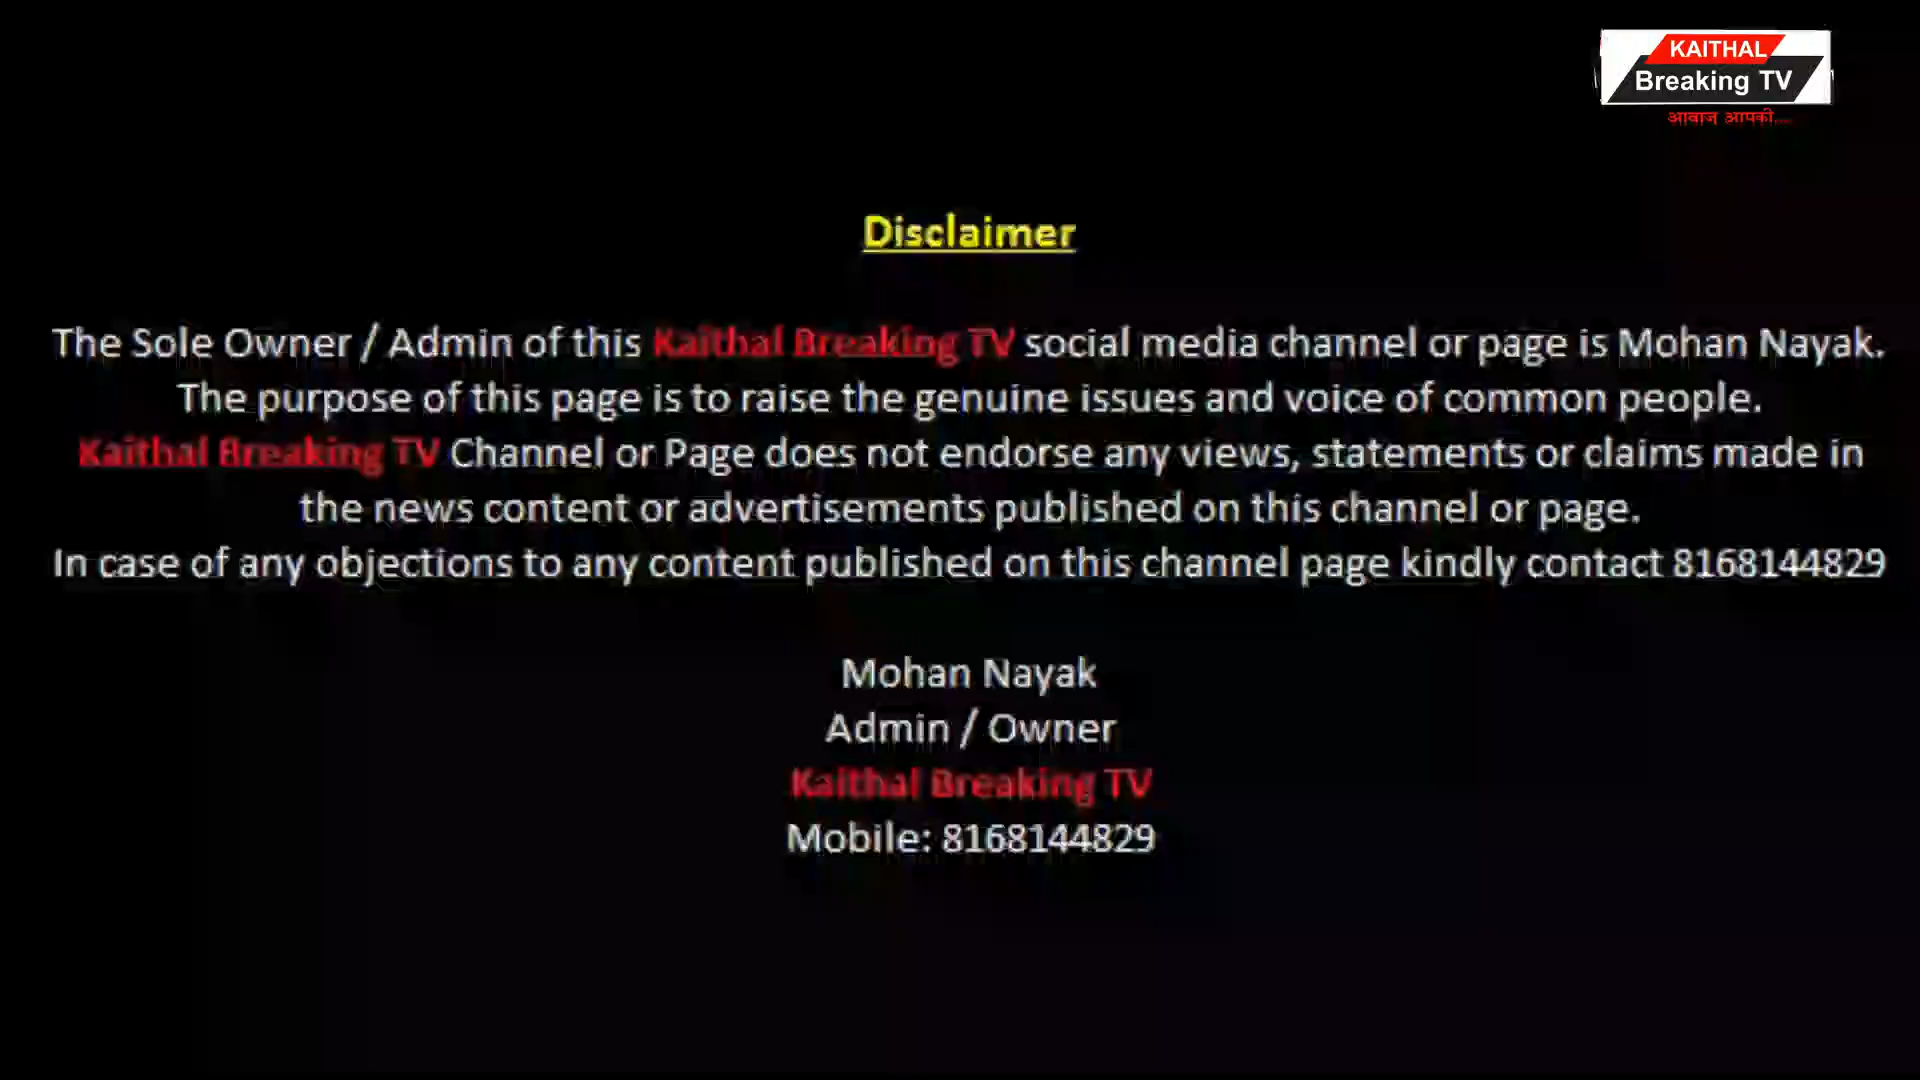 KAITHAL
Breaking TV
आवाज आपकी....
Disclaimer
The Sole Owner / Admin of this Kaithal Breaking TV social media channel or page is Mohan Nayak.
The purpose of this page is to raise the genuine issues and voice of common people.
Kaithal Breaking TV Channel or Page does not endorse any views, statements or claims made in
the news content or advertisements published on this channel or page.
In case of any objections to any content published on this channel page kindly contact 8168144829
Mohan Nayak
Admin / Owner
Kaithal Breaking TV
Mobile: 8168144829